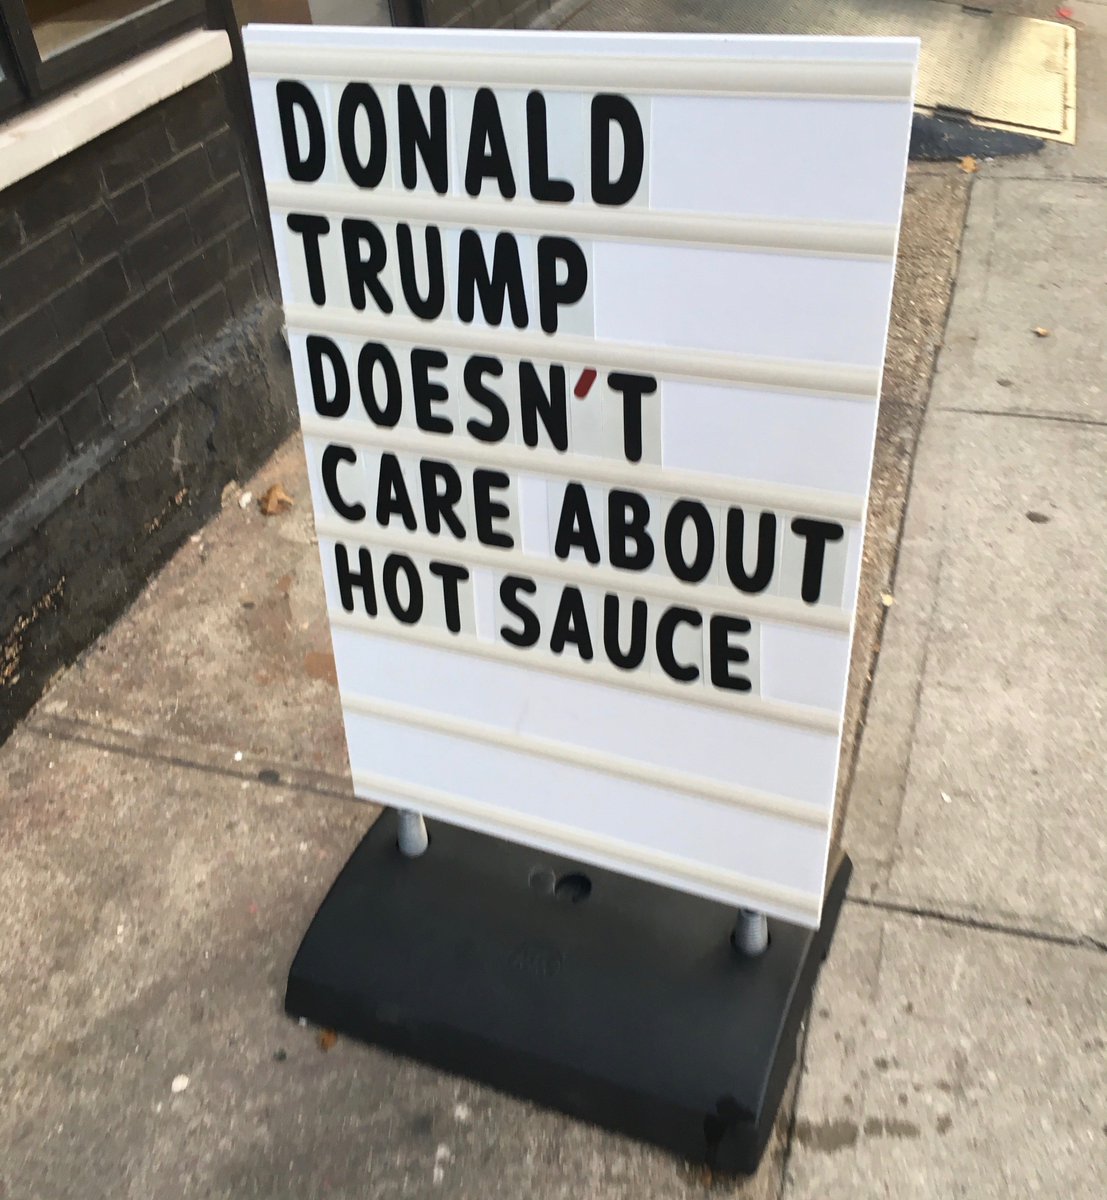 DONALD
TRUMP
DOESN'T
CARE ABOUT
HOT SAUCE